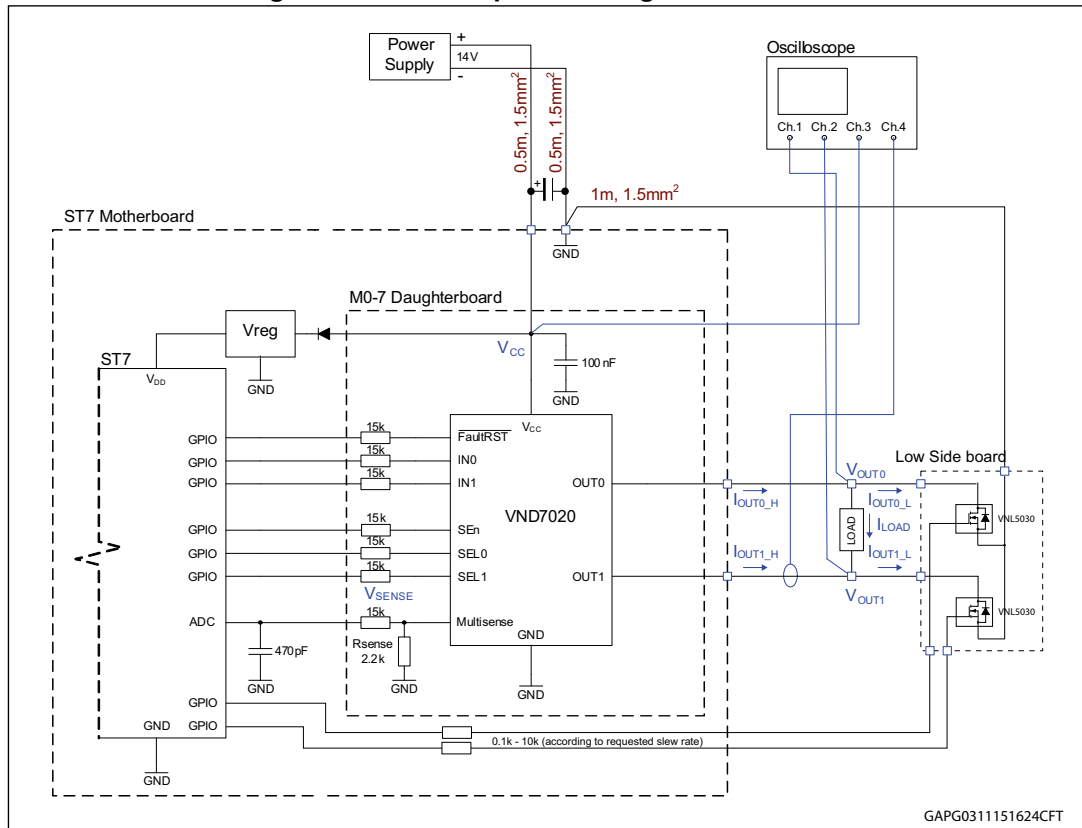 Power Supply
+
14V
-
0.5m, 1.5mm²
0.5m, 1.5mm²
+
1m, 1.5mm²
GND
Oscilloscope
Ch.1
Ch.2
Ch.3
Ch.4
ST7 Motherboard
M0-7 Daughterboard
Vreg
GND
VCC
100 nF
GND
ST7
VDD
GPIO
15k
FaultRST
VCC
GPIO
15k
IN0
GPIO
15k
IN1
OUT0
VND7020
GPIO
15k
SEn
GPIO
15k
SEL0
GPIO
15k
SEL1
OUT1
VSENSE
ADC
15k
Multisense
GND
470pF
GND
Rsense
2.2k
GND
GND
GPIO
GND
GPIO
GND
0.1k - 10k (according to requested slew rate)
VOUT0
IOUT0_H
IOUT0_L
LOAD
ILOAD
IOUT1_H
IOUT1_L
VOUT1
Low Side board
VNL5030
VNL5030
GAPG0311151624CFT